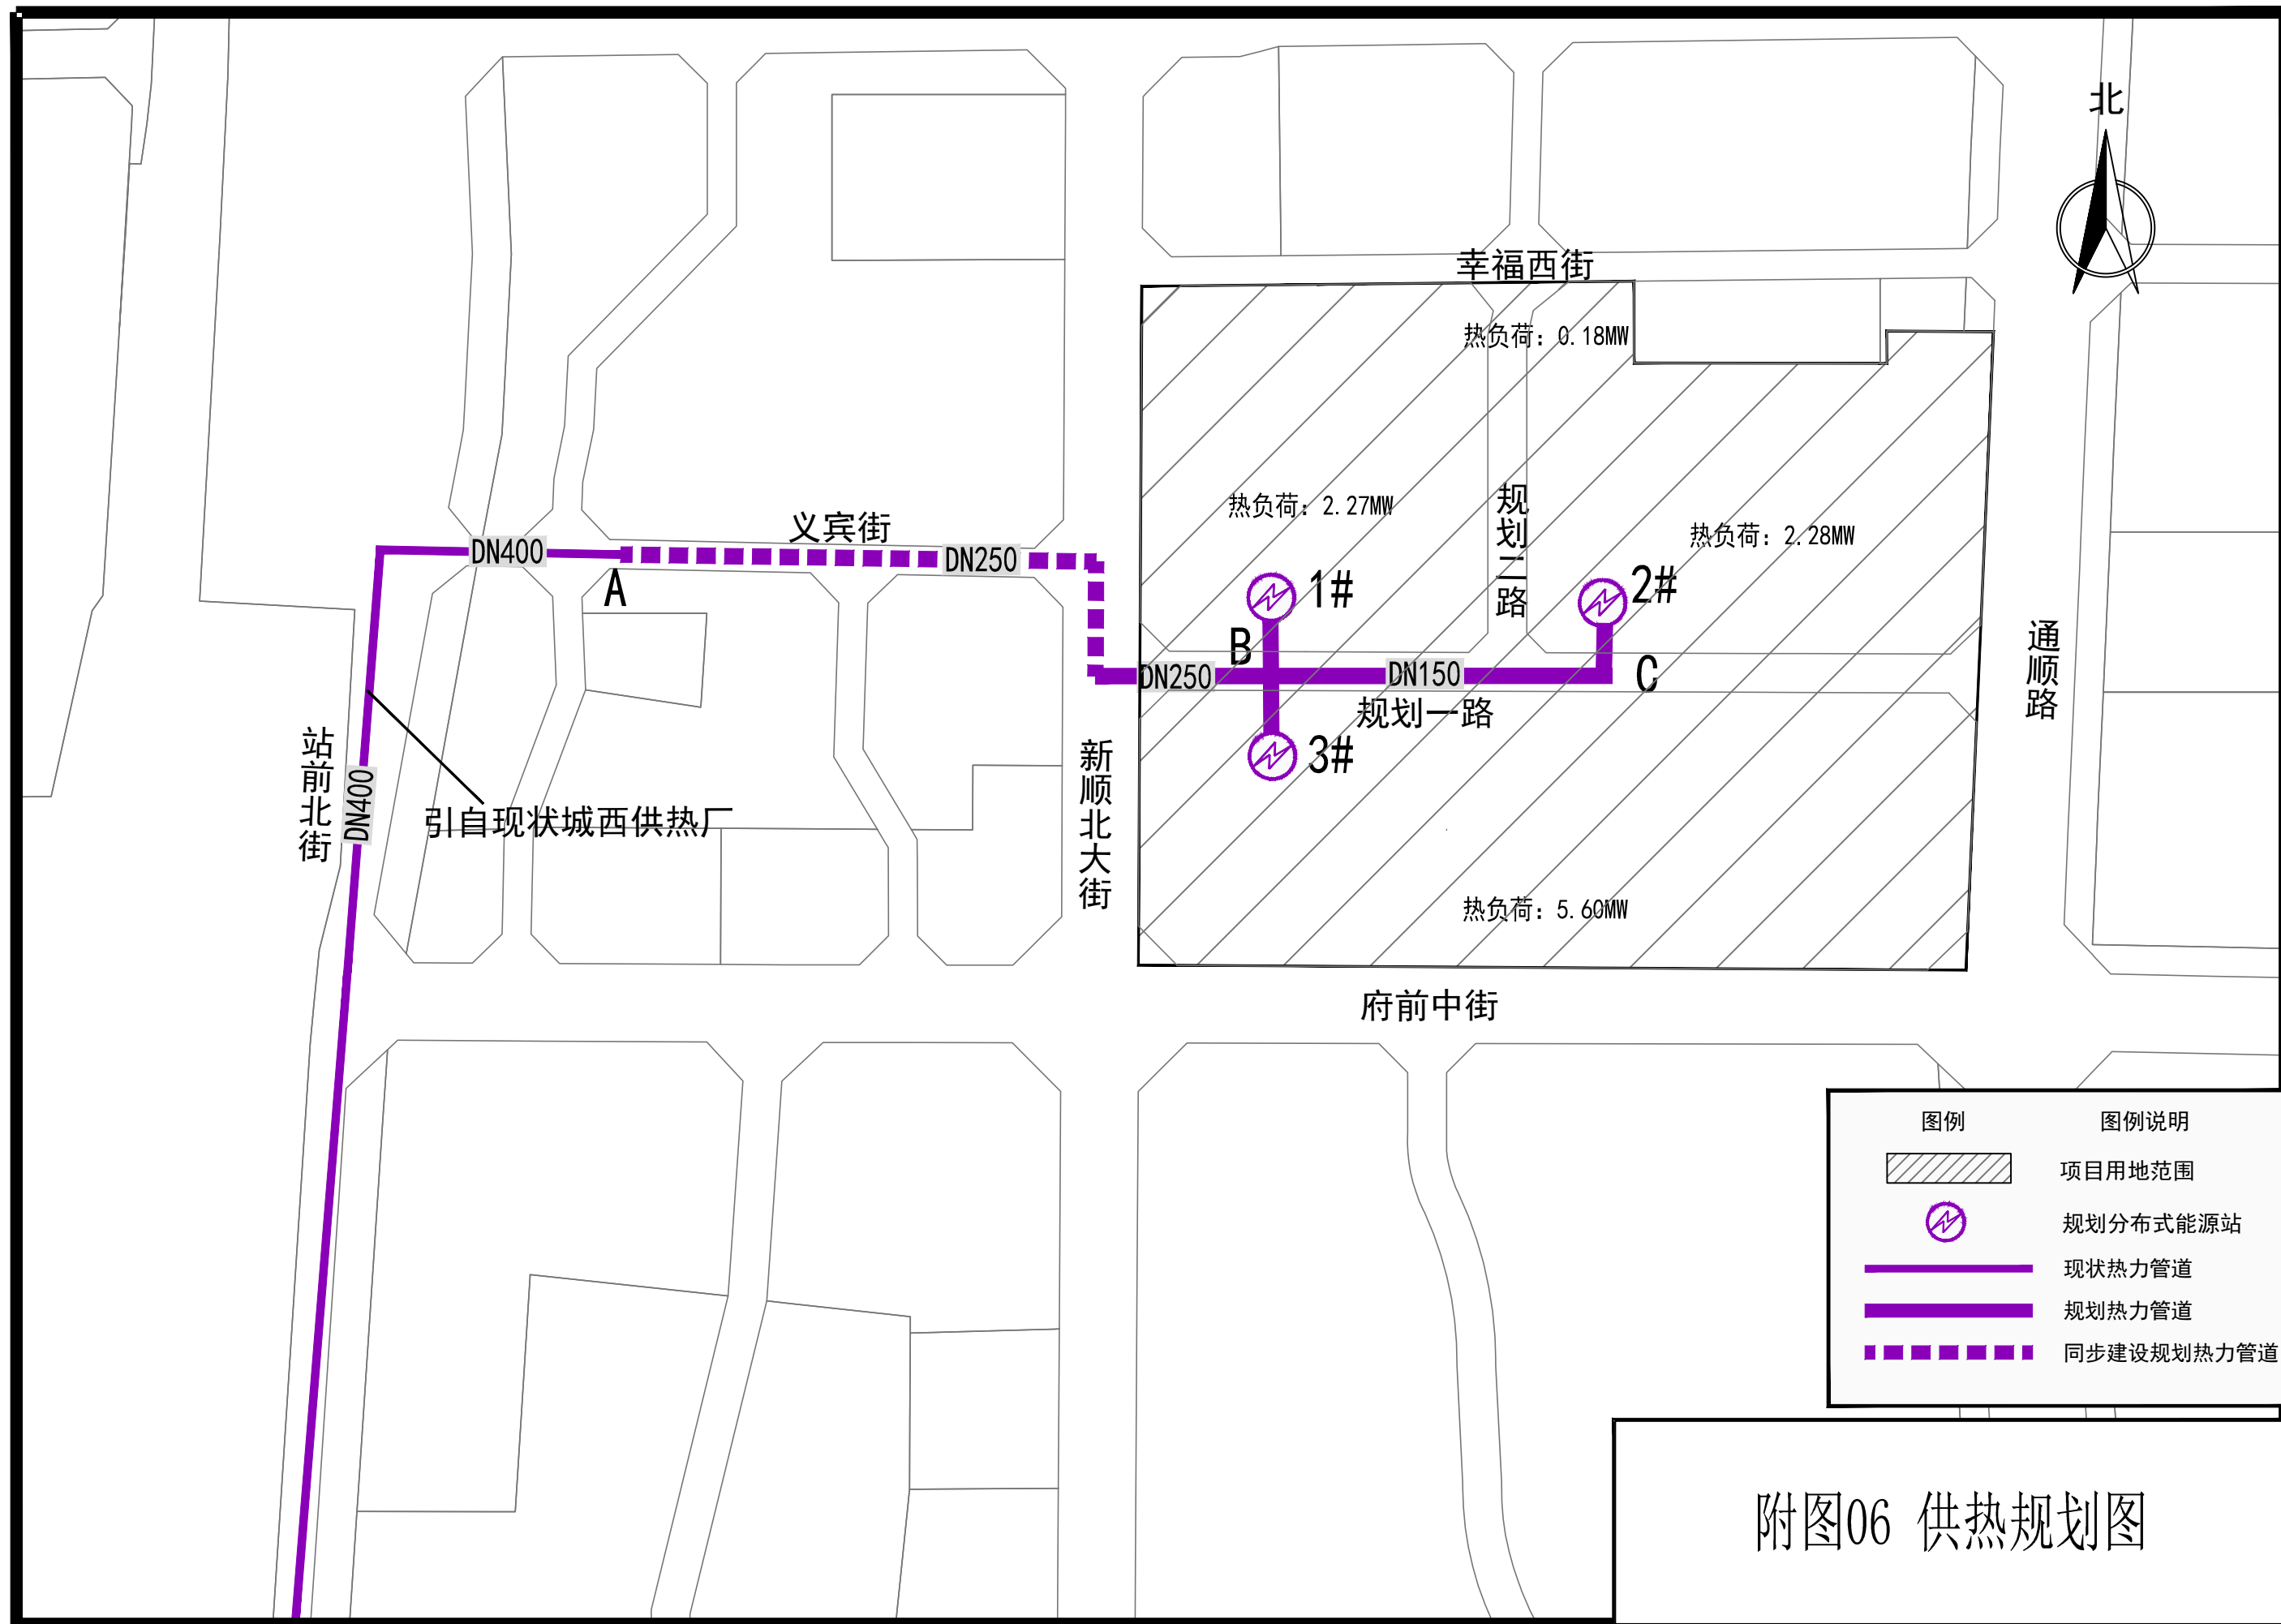 北
幸福西街
热负荷：0.18MW
热负荷：2.27MW
规划二路
热负荷：2.28MW
义宾街
DN400
DN250
A
1#
2#
B
C
DN250
DN150
规划一路
3#
通顺路
站前北街
DN400
引自现状城西供热厂
新顺北大街
热负荷：5.60MW
府前中街
图例 图例说明
项目用地范围
规划分布式能源站
现状热力管道
规划热力管道
同步建设规划热力管道
附图06 供热规划图